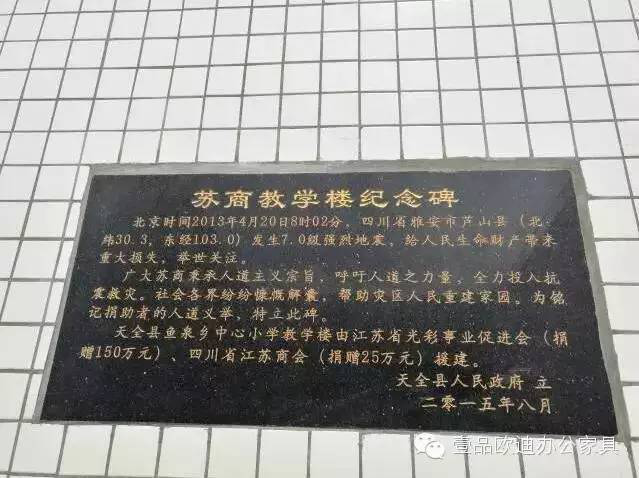 苏商教学楼纪念碑
北京时间2013年4月20日8时02分，四川省雅安市芦山县（北
纬30.3，东经103.0）发生7.0级强烈地震，给人民生命财产带来
重大损失，举世关注。
广大苏商秉承人道主义宗旨，呼吁人道之力量，全力投入抗
震救灾。社会各界纷纷慷慨解囊，帮助灾区人民重建家园。为铭
记捐助者的人道义举，特立此碑。
天全县鱼泉乡中心小学教学楼由江苏省光彩事业促进会（捐
赠150万元）、四川省江苏商会（捐赠25万元）援建。
天全县人民政府 立
二零一五年八月
壹品欧迪办公家具